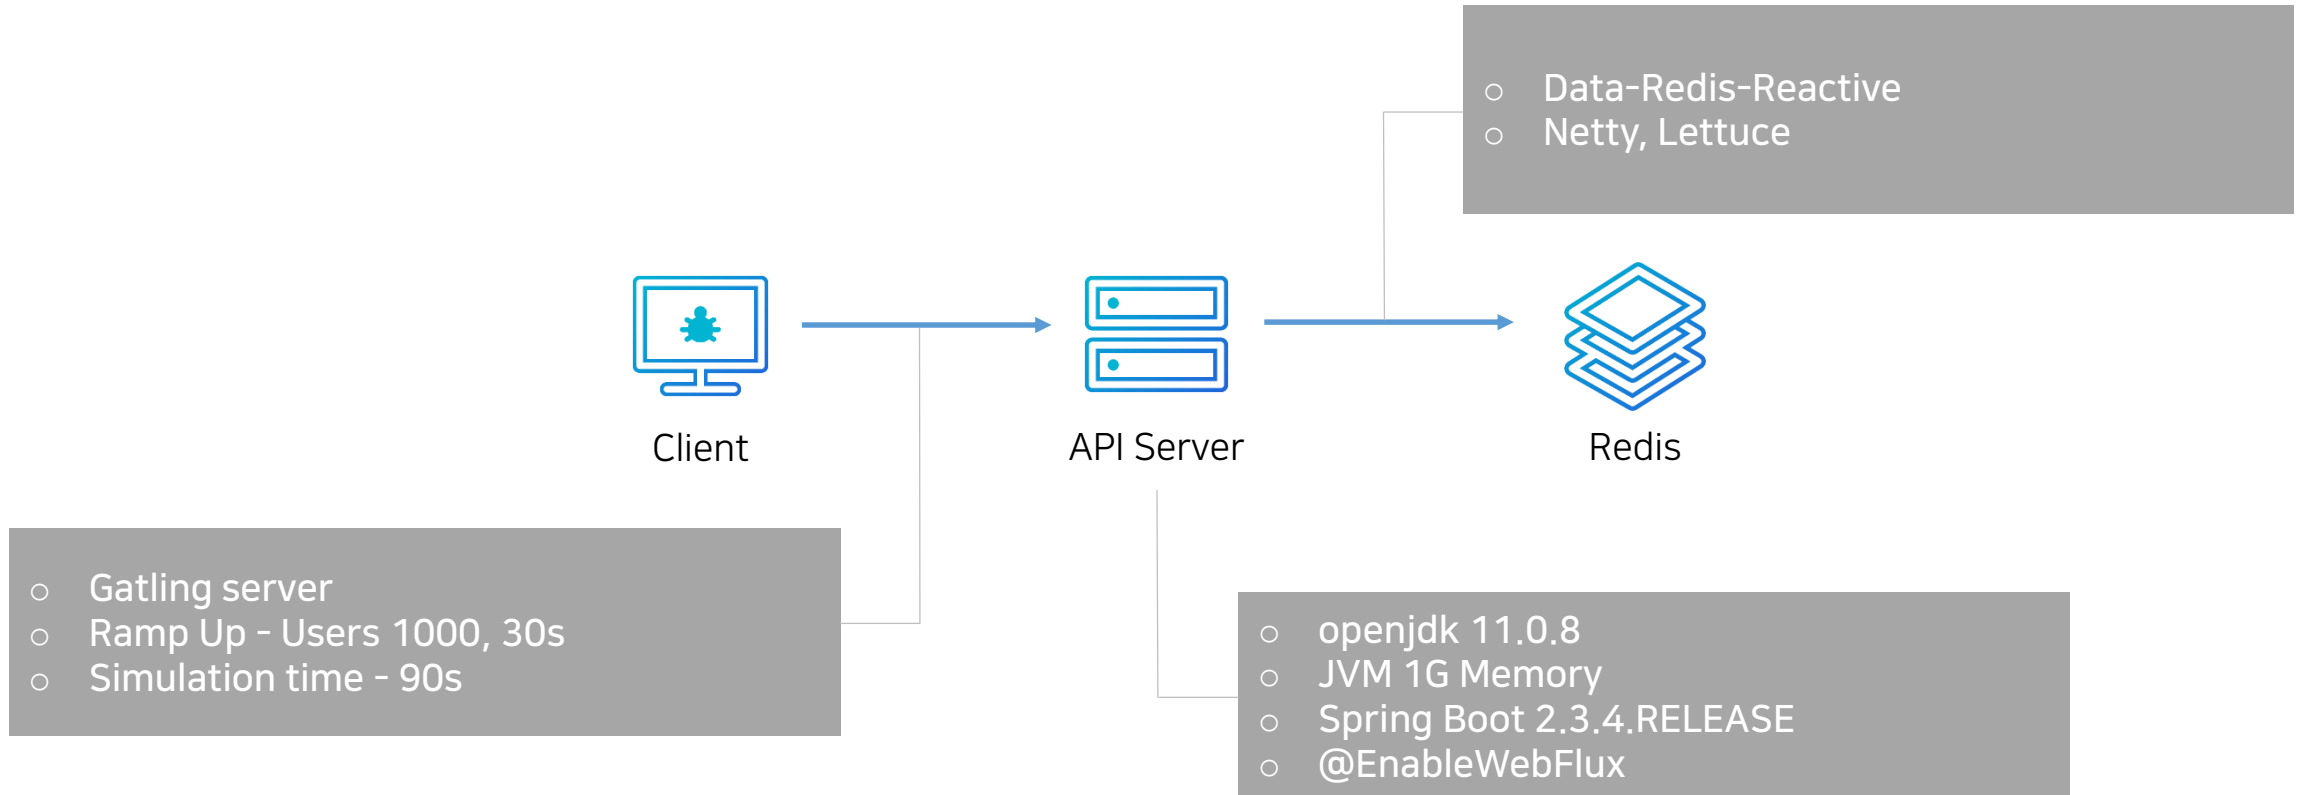 ○ Data-Redis-Reactive
○ Netty, Lettuce
Client
API Server
Redis
○ Gatling server
○ Ramp Up - Users 1000, 30s
○ Simulation time - 90s
○ openjdk 11.0.8
○ JVM 1G Memory
○ Spring Boot 2.3.4.RELEASE
○ @EnableWebFlux